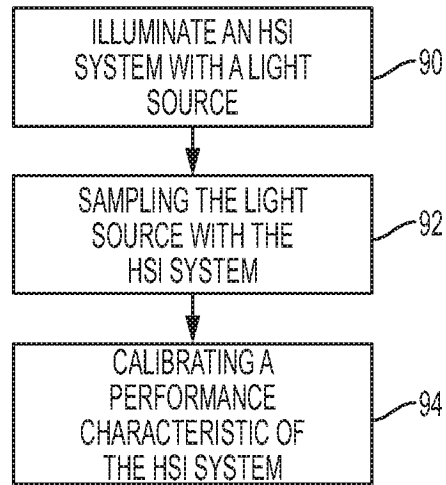 ILLUMINATE AN HSI
SYSTEM WITH A LIGHT
SOURCE
90
SAMPLING THE LIGHT
SOURCE WITH THE
HSI SYSTEM
92
CALIBRATING A
PERFORMANCE
CHARACTERISTIC OF
THE HSI SYSTEM
94